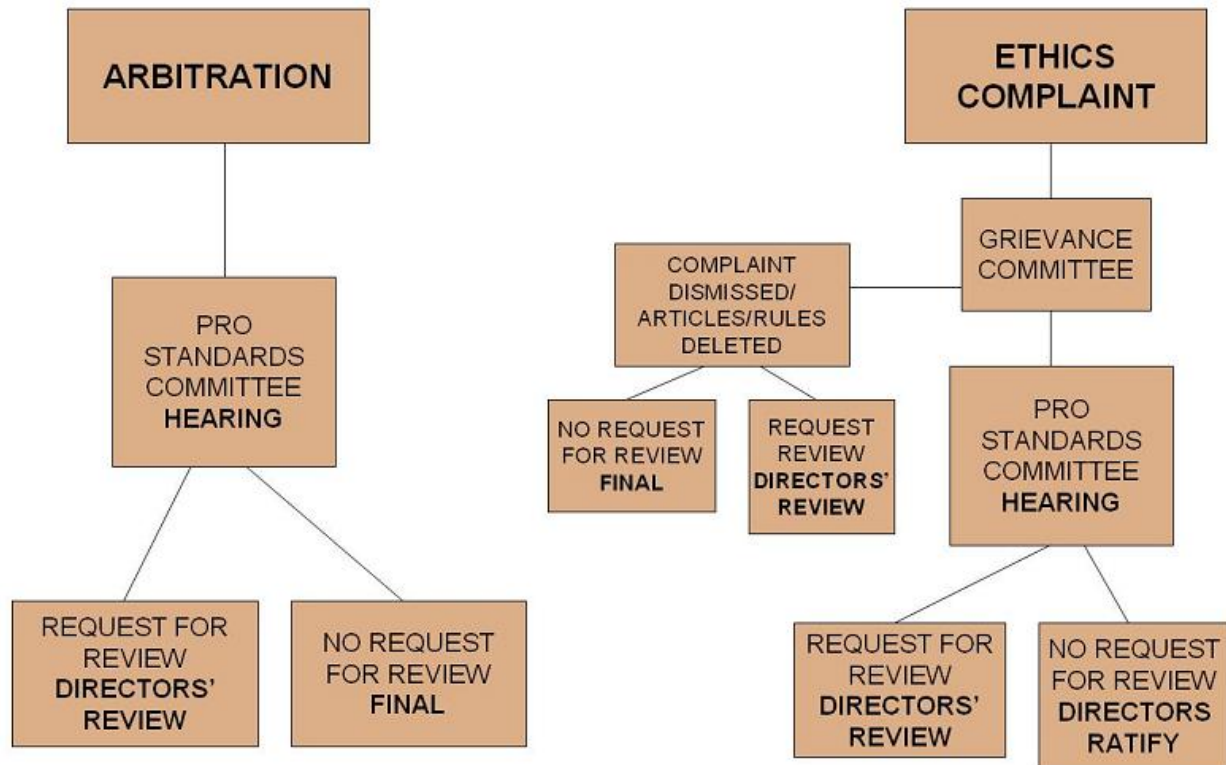 ARBITRATION
PRO
STANDARDS
COMMITTEE
HEARING
REQUEST FOR
REVIEW
DIRECTORS'
REVIEW
NO REQUEST
FOR REVIEW
FINAL
ETHICS
COMPLAINT
GRIEVANCE
COMMITTEE
COMPLAINT
DISMISSED/
ARTICLES/RULES
DELETED
NO REQUEST
FOR REVIEW
FINAL
REQUEST
REVIEW
DIRECTORS'
REVIEW
PRO
STANDARDS
COMMITTEE
HEARING
REQUEST FOR
REVIEW
DIRECTORS'
REVIEW
NO REQUEST
FOR REVIEW
DIRECTORS
RATIFY